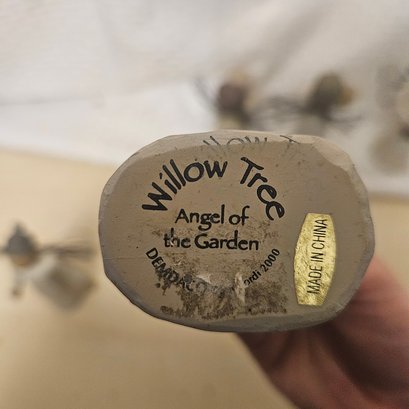 Willow Tree
Angel of
the Garden
2000
MADE IN CHINA